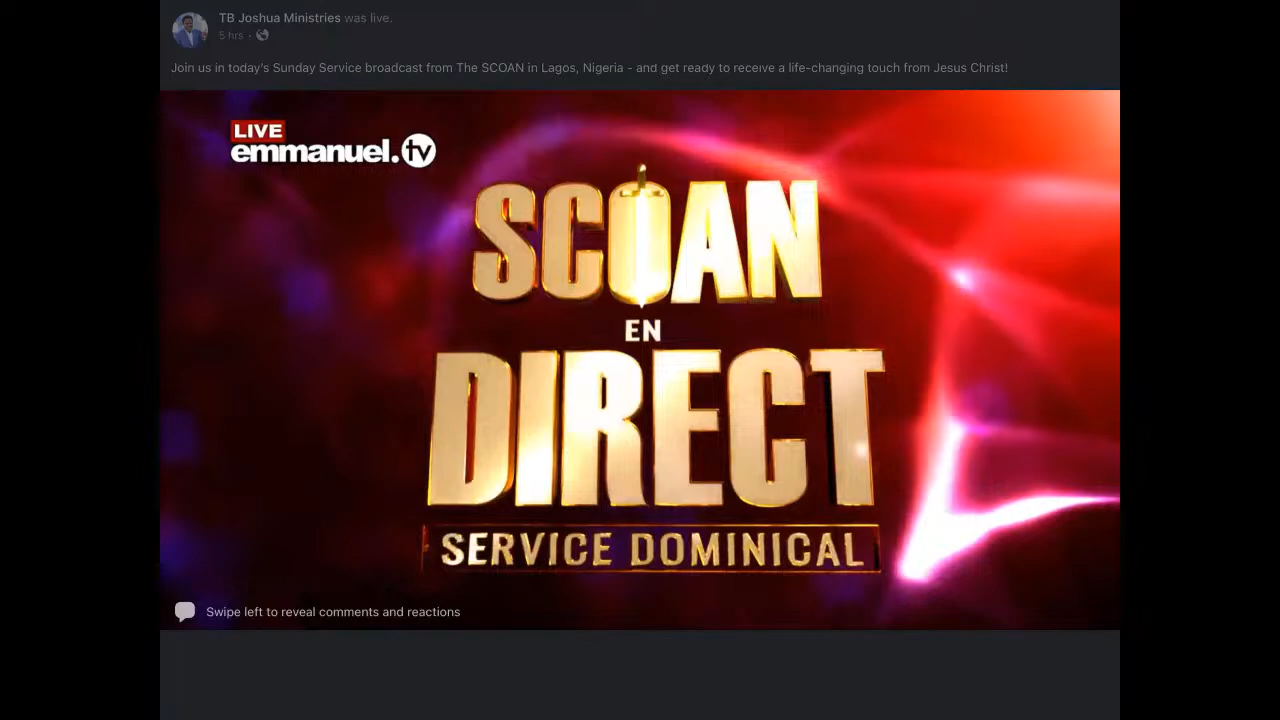 TB Joshua Ministries was live.
5 hrs ·
Join us in today's Sunday Service broadcast from The SCOAN in Lagos, Nigeria - and get ready to receive a life-changing touch from Jesus Christ!
LIVE
emmanuel.tv
SCOAN
EN
DIRECT
SERVICE DOMINICAL
Swipe left to reveal comments and reactions